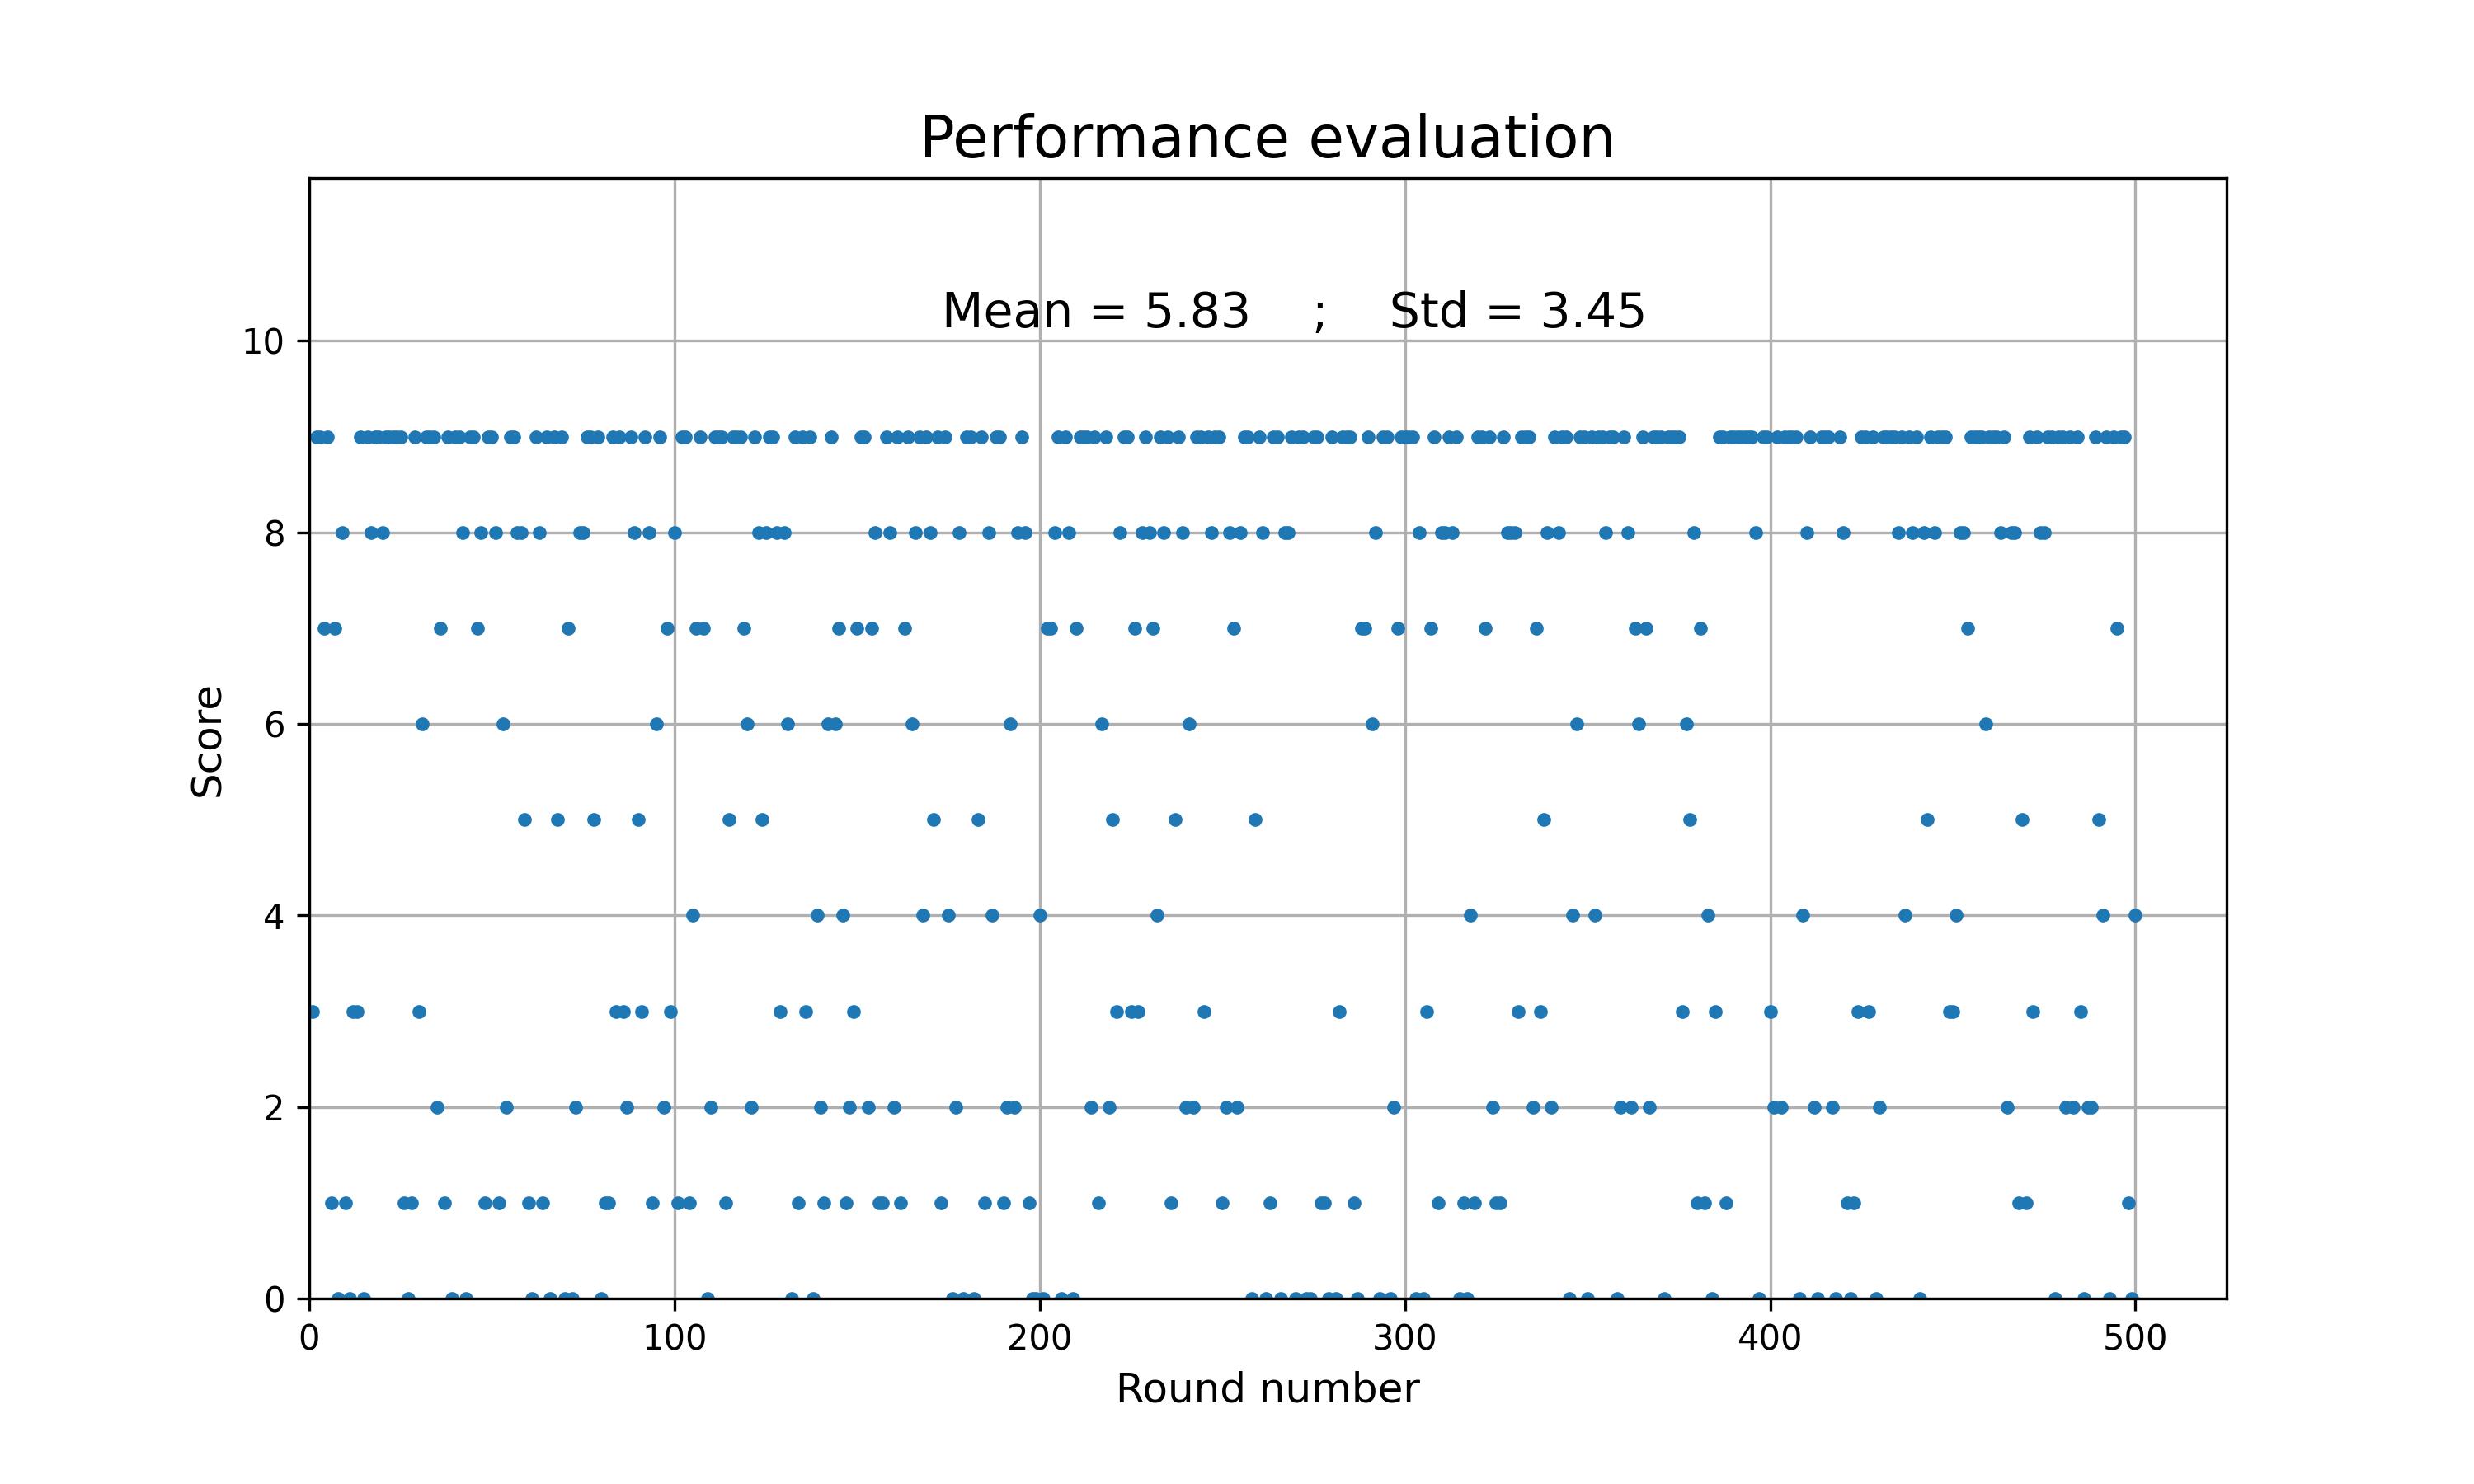 Performance evaluation
Mean = 5.83 ; Std = 3.45
10
8
6
4
2
0
Score
0 100 200 300 400 500
Round number